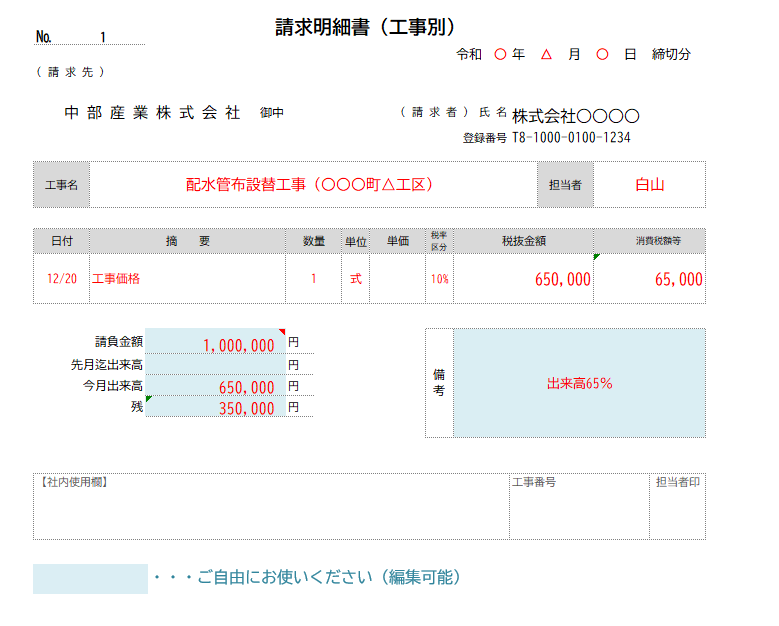 請求明細書（工事別）
No. 1
令和 〇 年 △ 月 〇 日 締切分
（請求先）
中部産業株式会社 御中
（請求者）氏名 株式会社〇〇〇〇
登録番号 T8-1000-0100-1234
工事名 配水管布設替工事（〇〇〇町△工区） 担当者 白山
日付 摘 要 数量 単位 単価 税率区分 税抜金額 消費税額等
12/20 工事価格 1 式 10% 650,000 65,000
請負金額 1,000,000 円
先月迄出来高 円
今月出来高 650,000 円
残 350,000 円
備考 出来高65%
【社内使用欄】 工事番号 担当者印
・・・ご自由にお使いください（編集可能）